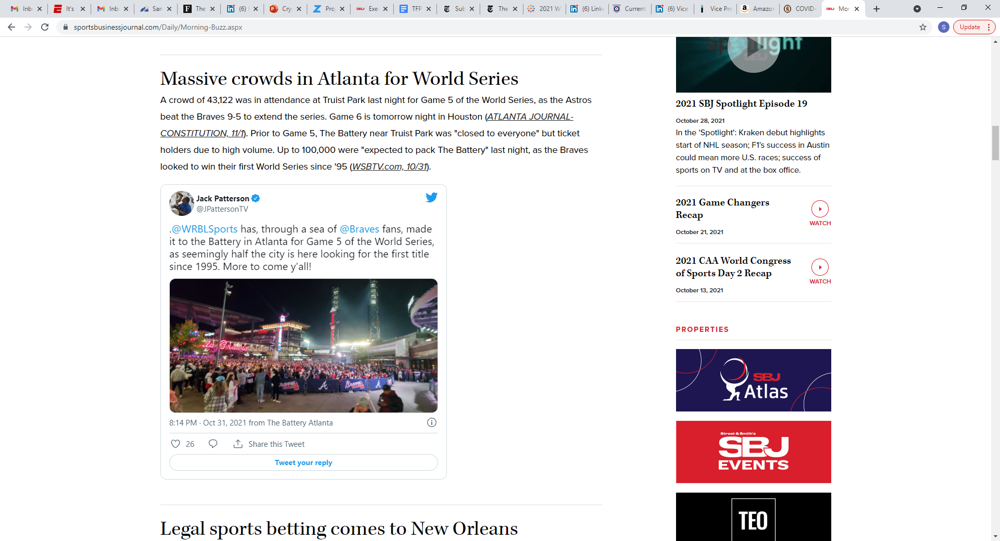 Inb
It's
Inb
San
The
(6)
Cry
Pro
Exe
TFP
Sub
The
2021 W
(6) Link
Current
(6) Vice
Vice Pre
Amazon
COVID-
Mor
sportsbusinessjournal.com/Daily/Morning-Buzz.aspx
S
Update
Massive crowds in Atlanta for World Series
A crowd of 43,122 was in attendance at Truist Park last night for Game 5 of the World Series, as the Astros
beat the Braves 9-5 to extend the series. Game 6 is tomorrow night in Houston (ATLANTA JOURNAL-
CONSTITUTION, 11/1). Prior to Game 5, The Battery near Truist Park was "closed to everyone" but ticket
holders due to high volume. Up to 100,000 were "expected to pack The Battery" last night, as the Braves
looked to win their first World Series since '95 (WSBTV.com, 10/31).
Jack Patterson
@JPattersonTV
.@WRBLSports has, through a sea of @Braves fans, made
it to the Battery in Atlanta for Game 5 of the World Series,
as seemingly half the city is here looking for the first title
since 1995. More to come y'all!
Braves
Braves
A
Braves
A
8:14 PM · Oct 31, 2021 from The Battery Atlanta
26
Share this Tweet
Tweet your reply
Legal sports betting comes to New Orleans
Spotlight
SBJ
2021 SBJ Spotlight Episode 19
October 28, 2021
In the ‘Spotlight': Kraken debut highlights
start of NHL season; F1’s success in Austin
could mean more U.S. races; success of
sports on TV and at the box office.
2021 Game Changers
Recap
October 21, 2021
WATCH
2021 CAA World Congress
of Sports Day 2 Recap
October 13, 2021
WATCH
PROPERTIES
SBJ
Atlas
Street & Smith's
SBJ
EVENTS
TEO